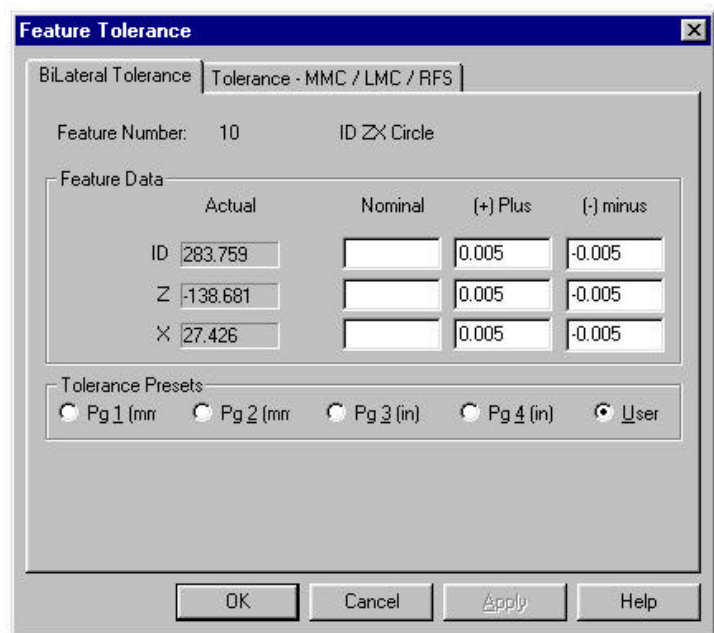 Feature Tolerance
BiLateral Tolerance Tolerance - MMC / LMC / RFS
Feature Number: 10 ID ZX Circle
Feature Data
Actual Nominal (+) Plus (-) minus
ID 283.759 0.005 -0.005
Z -138.681 0.005 -0.005
X 27.426 0.005 -0.005
Tolerance Presets
Pg 1 (mm Pg 2 (mm Pg 3 (in) Pg 4 (in) User
OK Cancel Apply Help